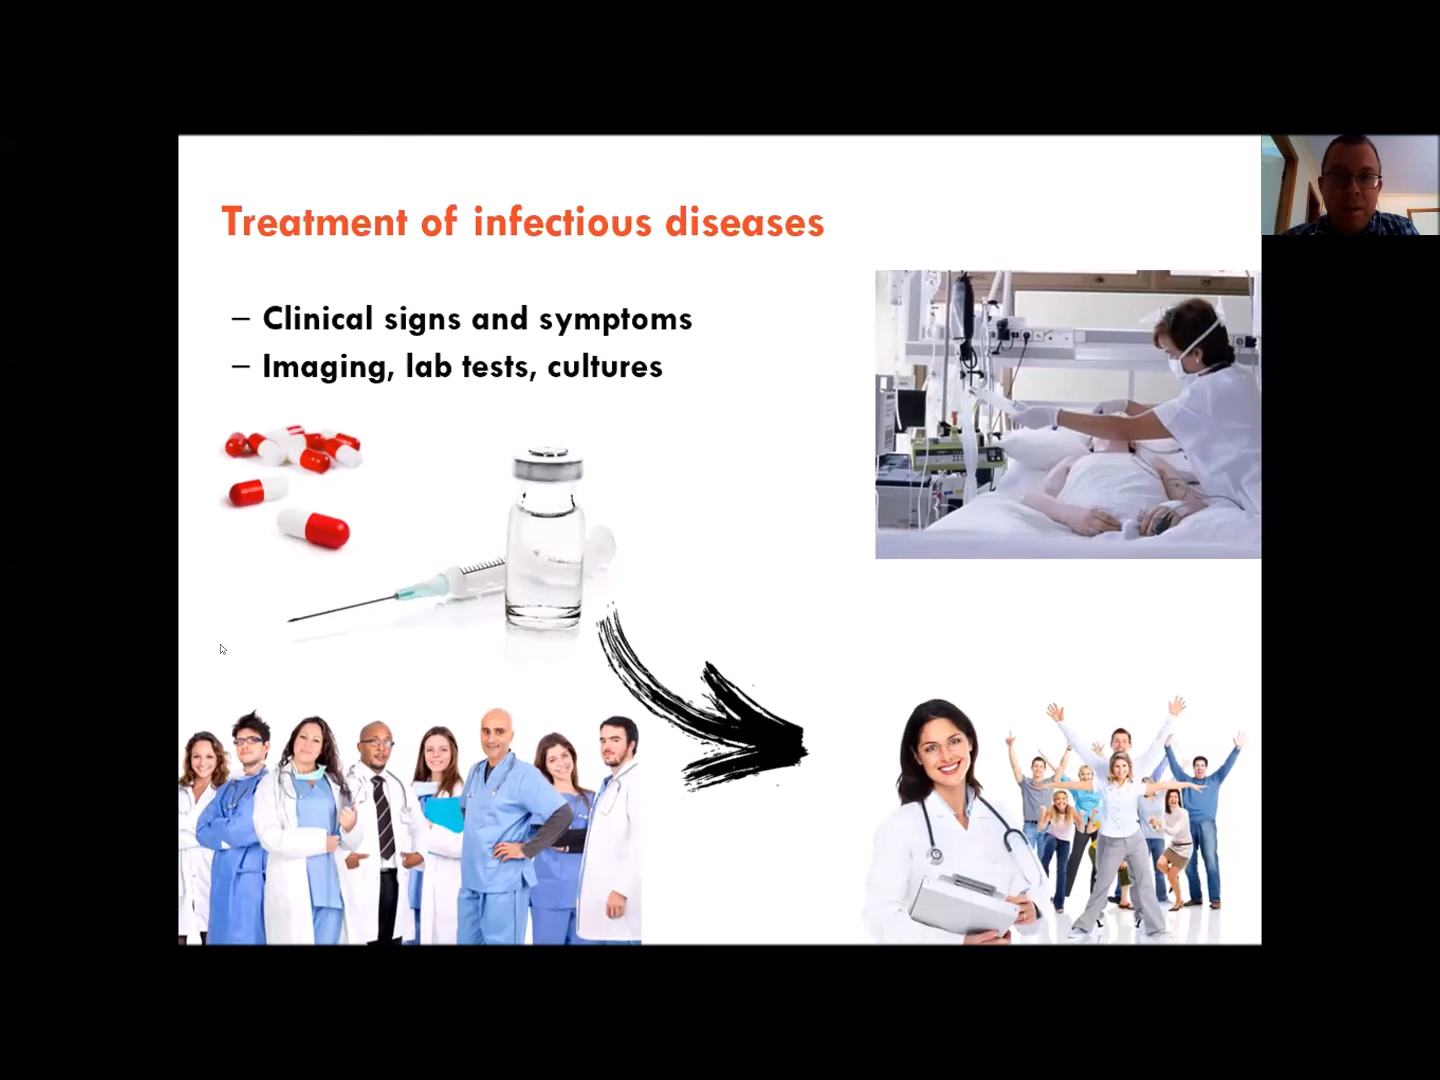 Treatment of infectious diseases
– Clinical signs and symptoms
– Imaging, lab tests, cultures